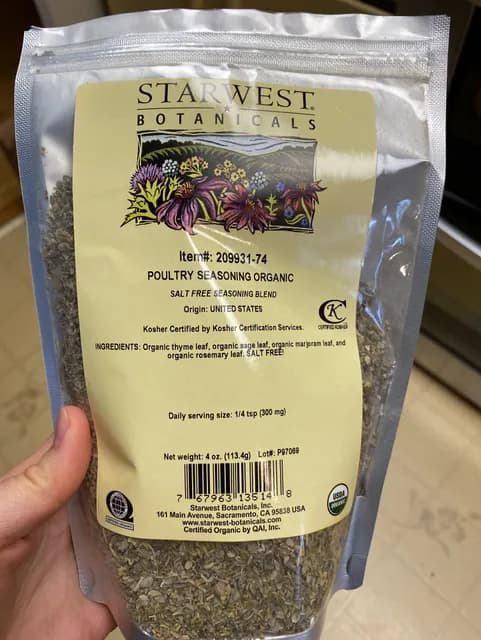 STARWEST
BOTANICALS
Item#: 209931-74
POULTRY SEASONING ORGANIC
SALT FREE SEASONING BLEND
Origin: UNITED STATES
Kosher Certified by Kosher Certification Services.
CERTIFIED KOSHER
INGREDIENTS: Organic thyme leaf, organic sage leaf, organic marjoram leaf, and
organic rosemary leaf. SALT FREE!
Daily serving size: 1/4 tsp (300 mg)
Net weight: 4 oz. (113.4g) Lot#: P97069
7 67963 13514 8
Starwest Botanicals, Inc.
161 Main Avenue, Sacramento, CA 95838 USA
www.starwest-botanicals.com
Certified Organic by QAI, Inc.
USDA
ORGANIC